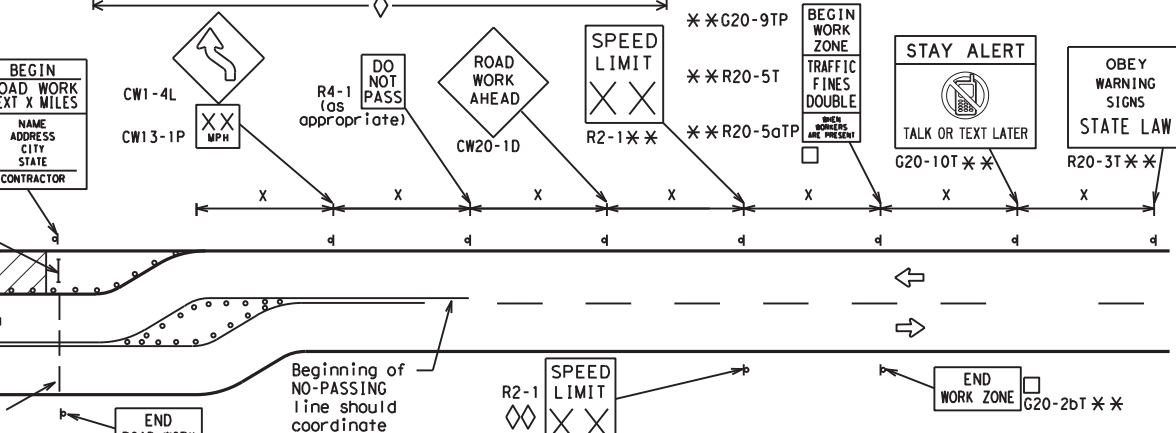 BEGIN
ROAD WORK
NEXT X MILES
NAME
ADDRESS
CITY
STATE
CONTRACTOR
CW1-4L
CW13-1P
XX
MPH
R4-1
(as
appropriate)
DO
NOT
PASS
ROAD
WORK
AHEAD
CW20-1D
SPEED
LIMIT
X X
R2-1**
**G20-9TP
**R20-5T
**R20-5aTP
BEGIN
WORK
ZONE
TRAFFIC
FINES
DOUBLE
WHEN
WORKERS
ARE PRESENT
STAY ALERT
TALK OR TEXT LATER
G20-10T**
OBEY
WARNING
SIGNS
STATE LAW
R20-3T**
X X X X X X X
Beginning of
NO-PASSING
line should
coordinate
R2-1
SPEED
LIMIT
X X
END
WORK ZONE
G20-2bT**
END
ROAD WORK